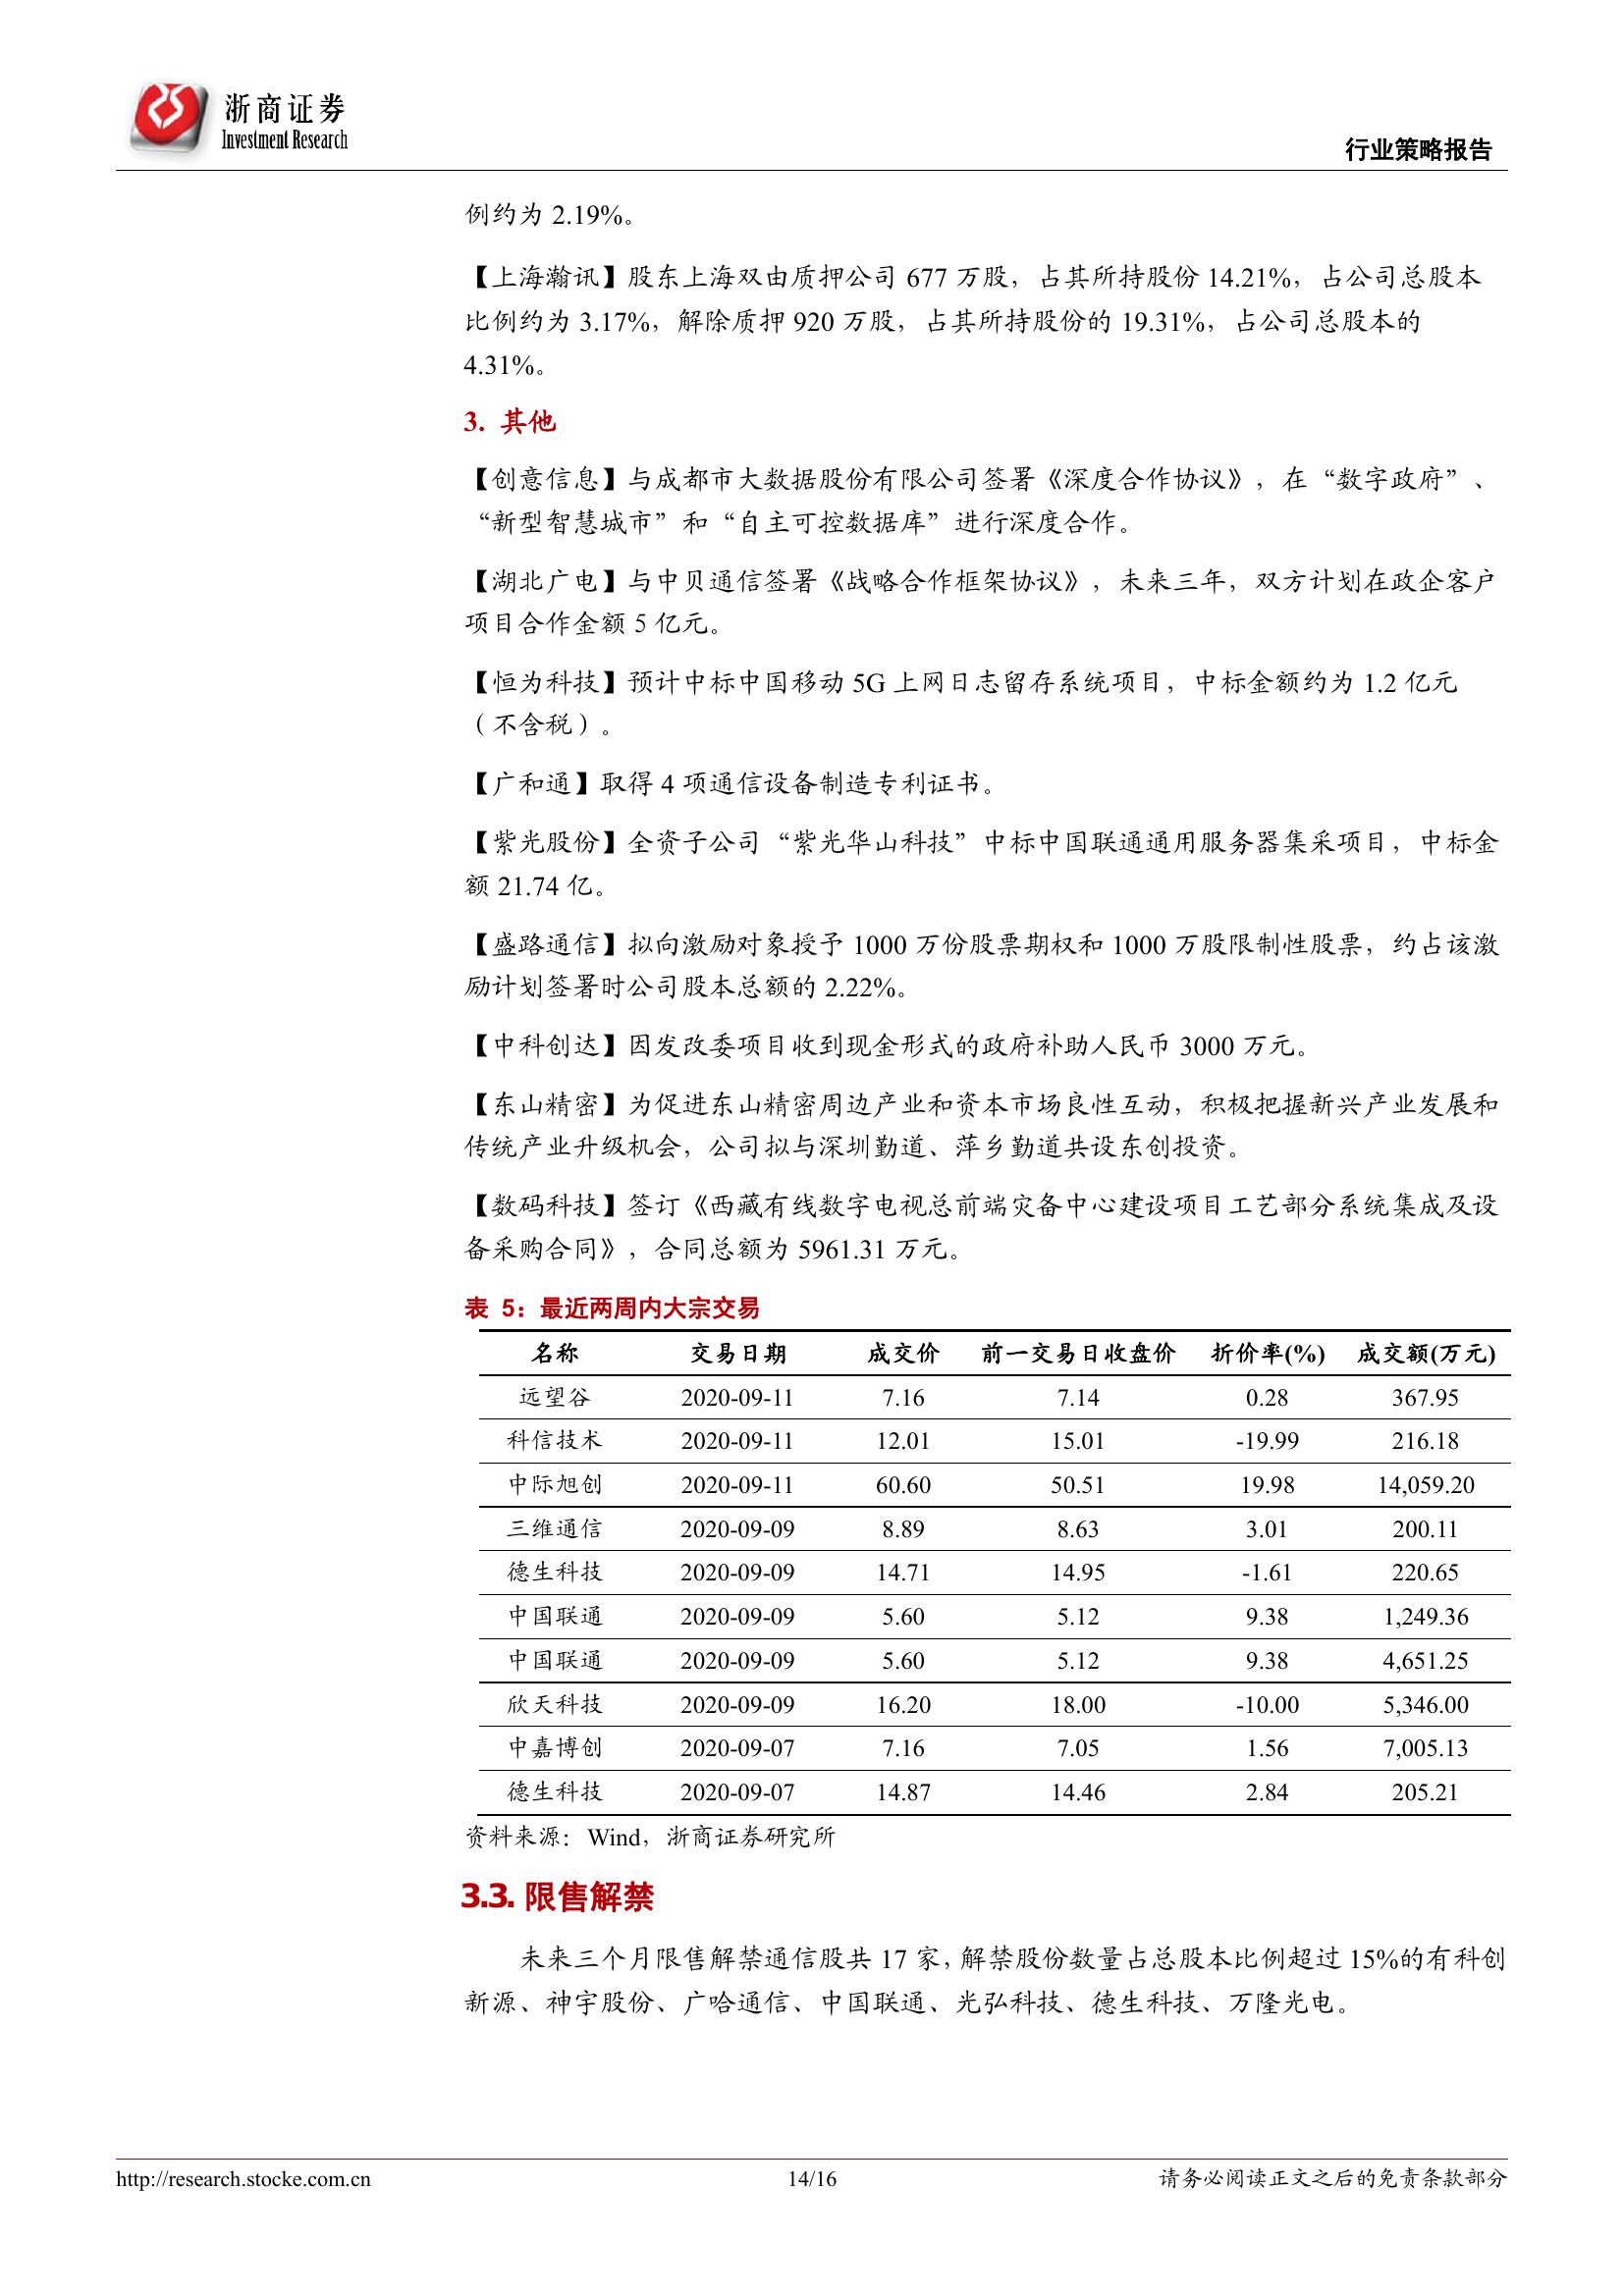 浙商证券
Investment Research
行业策略报告
例约为 2.19%。
【上海瀚讯】股东上海双由质押公司 677 万股，占其所持股份 14.21%，占公司总股本
比例约为 3.17%，解除质押 920 万股，占其所持股份的 19.31%，占公司总股本的
4.31%。
3. 其他
【创意信息】与成都市大数据股份有限公司签署《深度合作协议》，在“数字政府”、
“新型智慧城市”和“自主可控数据库”进行深度合作。
【湖北广电】与中贝通信签署《战略合作框架协议》，未来三年，双方计划在政企客户
项目合作金额 5 亿元。
【恒为科技】预计中标中国移动 5G 上网日志留存系统项目，中标金额约为 1.2 亿元
（不含税）。
【广和通】取得 4 项通信设备制造专利证书。
【紫光股份】全资子公司“紫光华山科技”中标中国联通通用服务器集采项目，中标金
额 21.74 亿。
【盛路通信】拟向激励对象授予 1000 万份股票期权和 1000 万股限制性股票，约占该激
励计划签署时公司股本总额的 2.22%。
【中科创达】因发改委项目收到现金形式的政府补助人民币 3000 万元。
【东山精密】为促进东山精密周边产业和资本市场良性互动，积极把握新兴产业发展和
传统产业升级机会，公司拟与深圳勤道、萍乡勤道共设东创投资。
【数码科技】签订《西藏有线数字电视总前端灾备中心建设项目工艺部分系统集成及设
备采购合同》，合同总额为 5961.31 万元。
表 5：最近两周内大宗交易
名称 交易日期 成交价 前一交易日收盘价 折价率(%) 成交额(万元)
远望谷 2020-09-11 7.16 7.14 0.28 367.95
科信技术 2020-09-11 12.01 15.01 -19.99 216.18
中际旭创 2020-09-11 60.60 50.51 19.98 14,059.20
三维通信 2020-09-09 8.89 8.63 3.01 200.11
德生科技 2020-09-09 14.71 14.95 -1.61 220.65
中国联通 2020-09-09 5.60 5.12 9.38 1,249.36
中国联通 2020-09-09 5.60 5.12 9.38 4,651.25
欣天科技 2020-09-09 16.20 18.00 -10.00 5,346.00
中嘉博创 2020-09-07 7.16 7.05 1.56 7,005.13
德生科技 2020-09-07 14.87 14.46 2.84 205.21
资料来源：Wind，浙商证券研究所
3.3. 限售解禁
未来三个月限售解禁通信股共 17 家，解禁股份数量占总股本比例超过 15%的有科创
新源、神宇股份、广哈通信、中国联通、光弘科技、德生科技、万隆光电。
http://research.stocke.com.cn 14/16 请务必阅读正文之后的免责条款部分